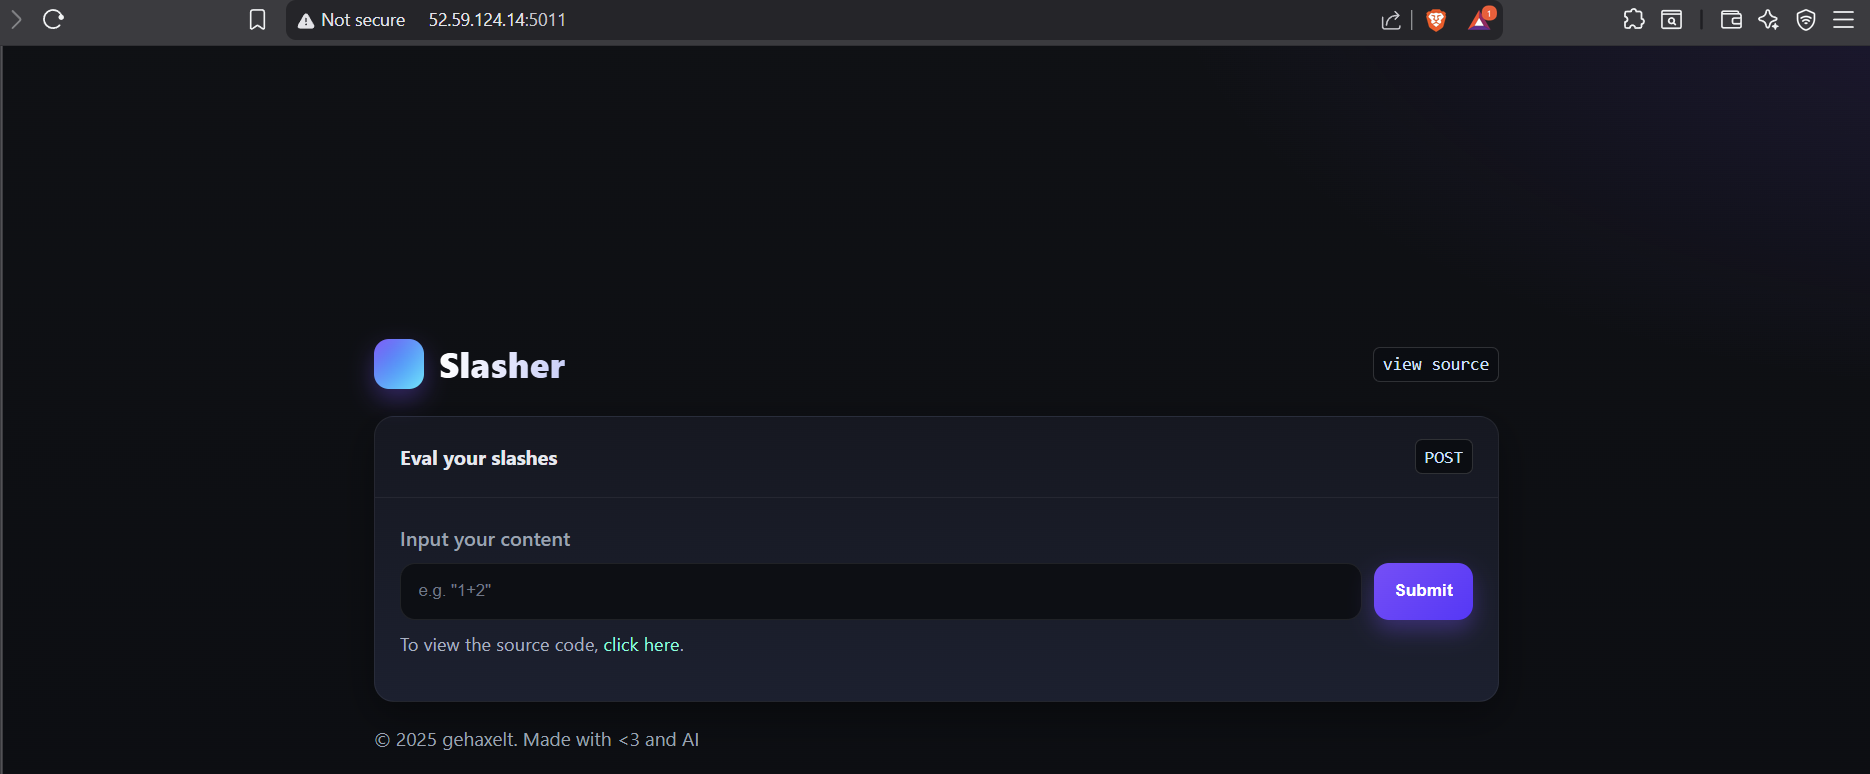 Not secure 52.59.124.14:5011
1
Slasher
view source
Eval your slashes
POST
Input your content
e.g. "1+2"
Submit
To view the source code, click here.
© 2025 gehaxelt. Made with <3 and AI